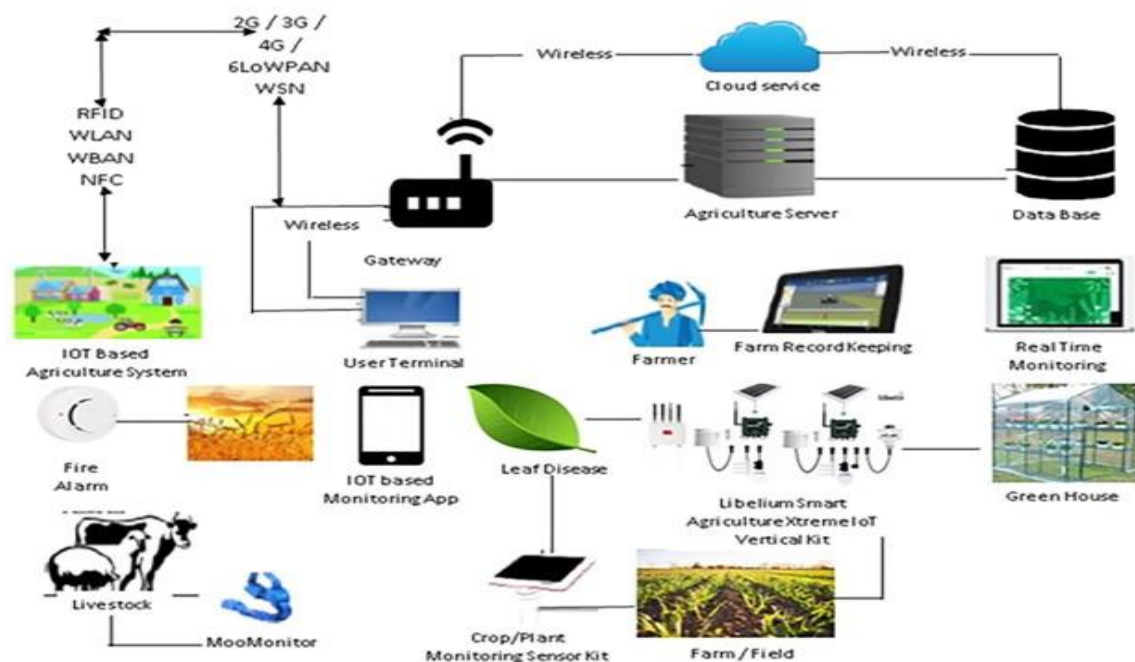 2G / 3G /
4G /
6LoWPAN
WSN
Wireless
Wireless
Cloud service
RFID
WLAN
WBAN
NFC
Agriculture Server
Data Base
Wireless
Gateway
IOT Based
Agriculture System
User Terminal
Farmer
Farm Record Keeping
Real Time
Monitoring
Fire
Alarm
IOT based
Monitoring App
Leaf Disease
Libelium Smart
Agriculture Xtreme IoT
Vertical Kit
Green House
Livestock
MooMonitor
Crop/Plant
Monitoring Sensor Kit
Farm / Field